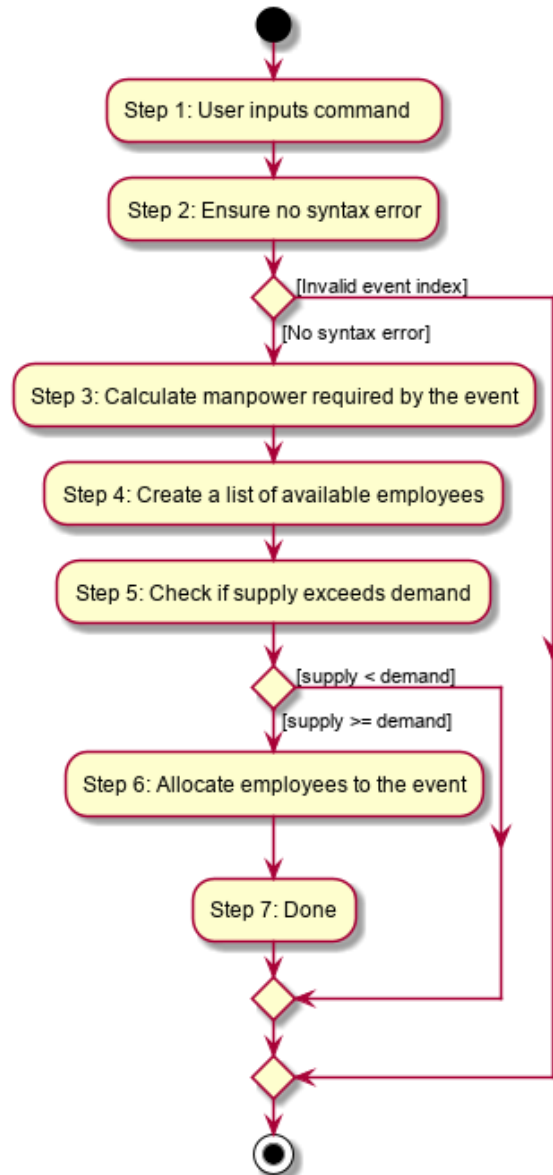 Step 1: User inputs command
Step 2: Ensure no syntax error
[Invalid event index]
[No syntax error]
Step 3: Calculate manpower required by the event
Step 4: Create a list of available employees
Step 5: Check if supply exceeds demand
[supply < demand]
[supply >= demand]
Step 6: Allocate employees to the event
Step 7: Done